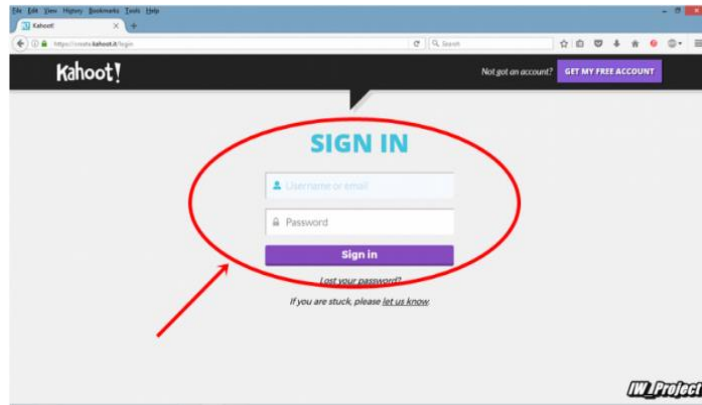 File Edit View History Bookmarks Tools Help
Kahoot!
https://create.kahoot.it/login
Search
Kahoot!
Not got an account?
GET MY FREE ACCOUNT
SIGN IN
Username or email
Password
Sign in
Lost your password?
If you are stuck, please let us know.
IW_Project